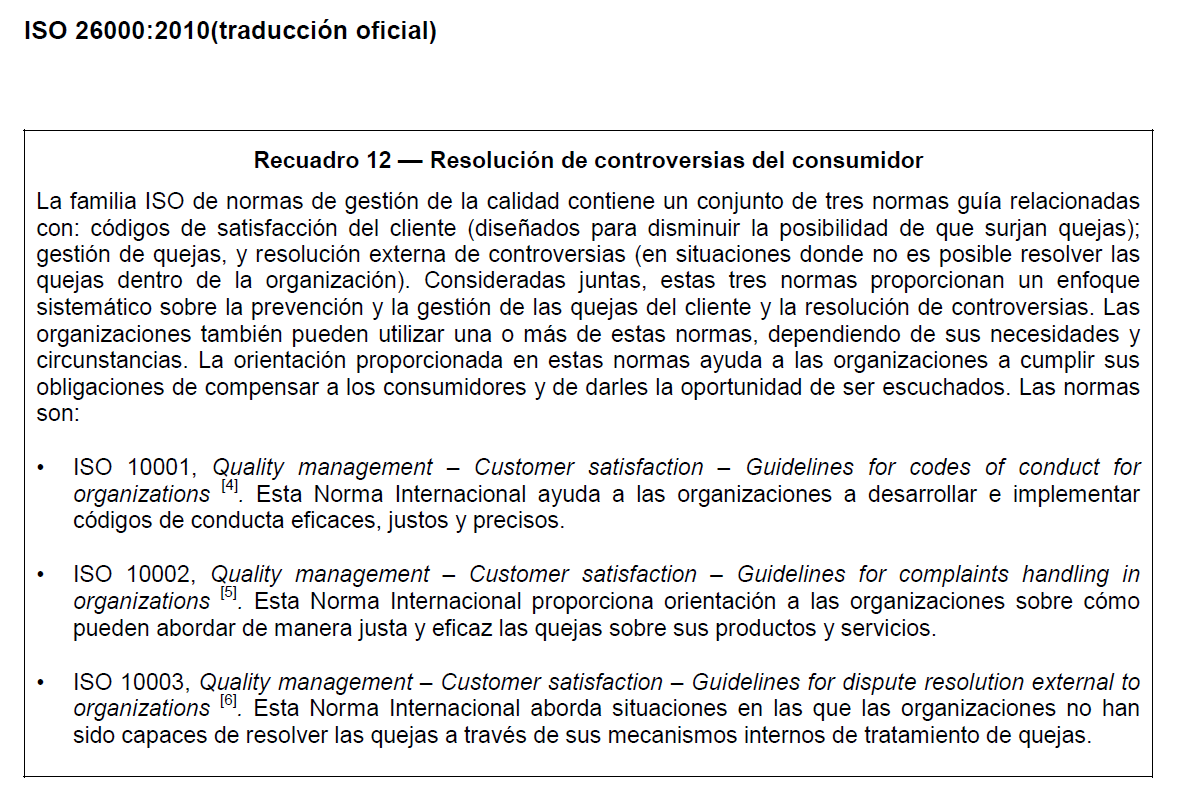 ISO 26000:2010(traducción oficial)
Recuadro 12 — Resolución de controversias del consumidor
La familia ISO de normas de gestión de la calidad contiene un conjunto de tres normas guía relacionadas
con: códigos de satisfacción del cliente (diseñados para disminuir la posibilidad de que surjan quejas);
gestión de quejas, y resolución externa de controversias (en situaciones donde no es posible resolver las
quejas dentro de la organización). Consideradas juntas, estas tres normas proporcionan un enfoque
sistemático sobre la prevención y la gestión de las quejas del cliente y la resolución de controversias. Las
organizaciones también pueden utilizar una o más de estas normas, dependiendo de sus necesidades y
circunstancias. La orientación proporcionada en estas normas ayuda a las organizaciones a cumplir sus
obligaciones de compensar a los consumidores y de darles la oportunidad de ser escuchados. Las normas
son:
• ISO 10001, Quality management – Customer satisfaction – Guidelines for codes of conduct for
organizations [4]. Esta Norma Internacional ayuda a las organizaciones a desarrollar e implementar
códigos de conducta eficaces, justos y precisos.
• ISO 10002, Quality management – Customer satisfaction – Guidelines for complaints handling in
organizations [5]. Esta Norma Internacional proporciona orientación a las organizaciones sobre cómo
pueden abordar de manera justa y eficaz las quejas sobre sus productos y servicios.
• ISO 10003, Quality management – Customer satisfaction – Guidelines for dispute resolution external to
organizations [6]. Esta Norma Internacional aborda situaciones en las que las organizaciones no han
sido capaces de resolver las quejas a través de sus mecanismos internos de tratamiento de quejas.